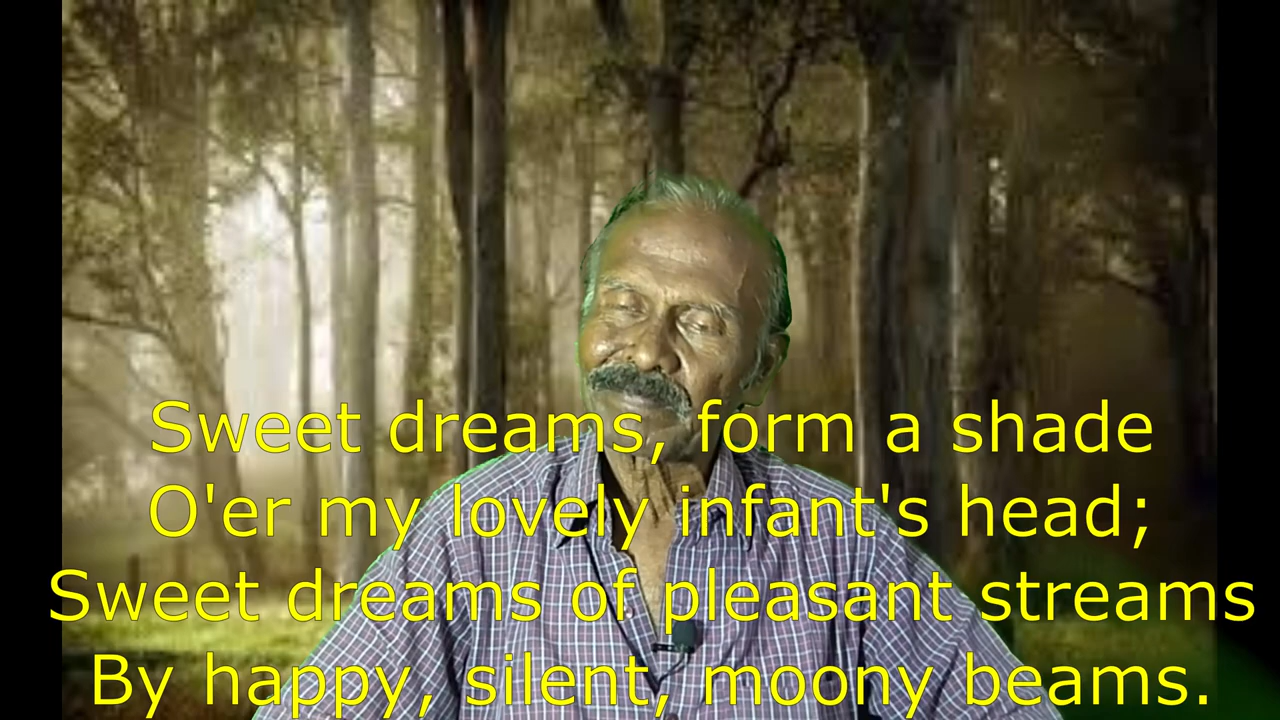 Sweet dreams, form a shade
O'er my lovely infant's head;
Sweet dreams of pleasant streams
By happy, silent, moony beams.